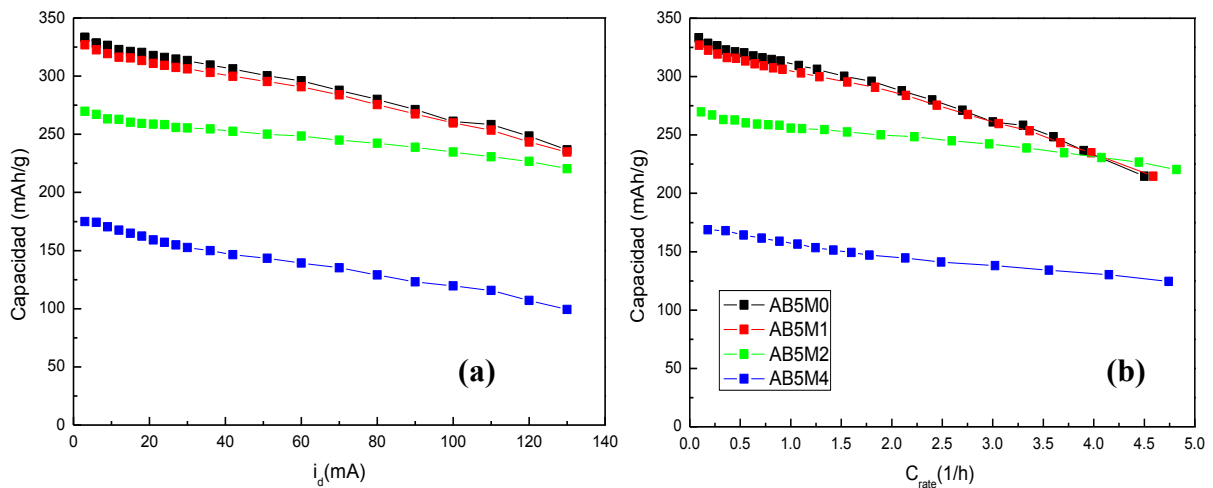 350
300
250
200
150
100
50
0
Capacidad (mAh/g)
0 20 40 60 80 100 120 140
i_d(mA)
(a)
350
300
250
200
150
100
50
0
Capacidad (mAh/g)
AB5M0
AB5M1
AB5M2
AB5M4
(b)
0.0 0.5 1.0 1.5 2.0 2.5 3.0 3.5 4.0 4.5 5.0
C_rate(1/h)